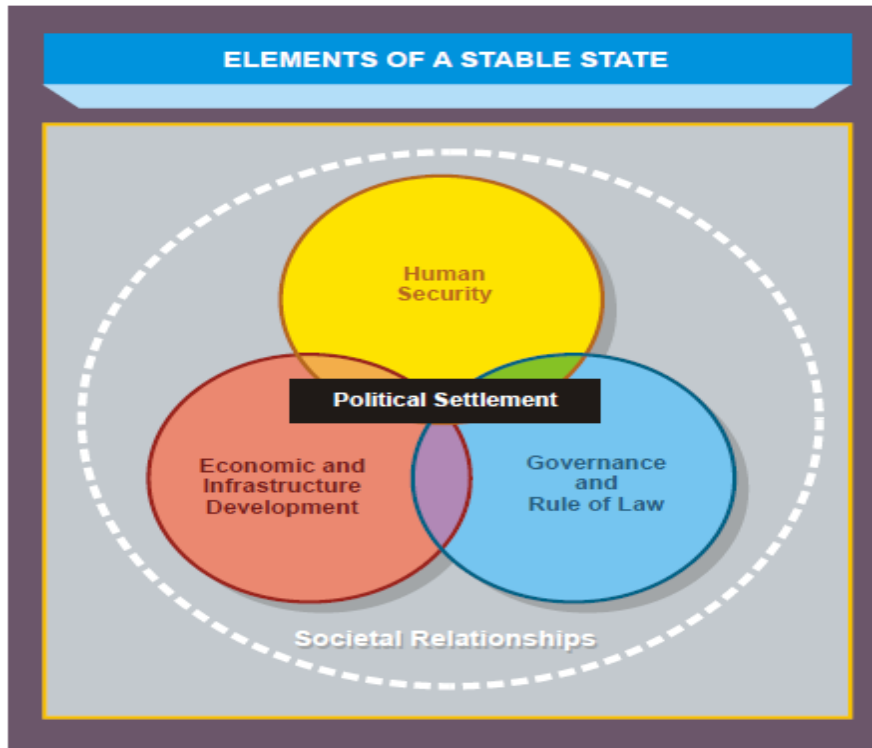 ELEMENTS OF A STABLE STATE
Human
Security
Political Settlement
Economic and
Infrastructure
Development
Governance
and
Rule of Law
Societal Relationships